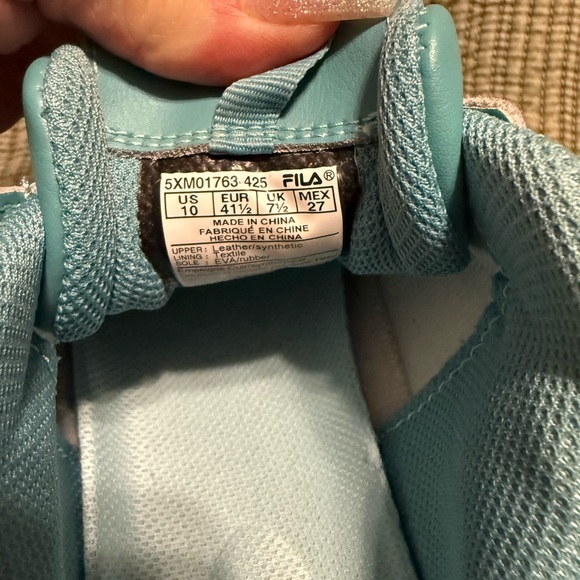 5XM01763-425 FILA®
US EUR UK MEX
10 41½ 7½ 27
MADE IN CHINA
FABRIQUÉ EN CHINE
HECHO EN CHINA
UPPER : Leather/synthetic
LINING : Textile
SOLE : EVA/rubber